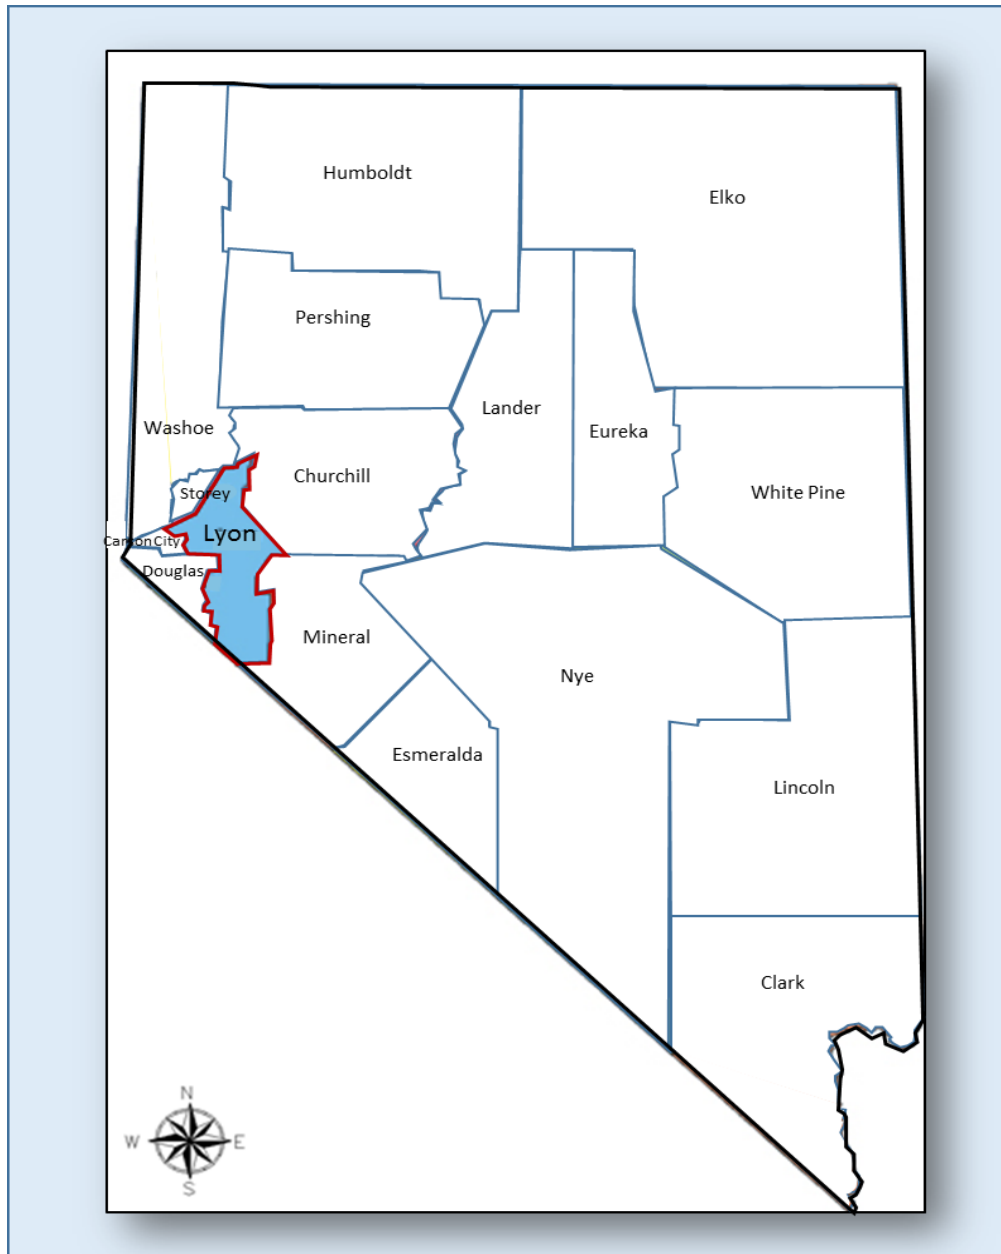 Humboldt
Elko
Pershing
Lander
Washoe
Eureka
Churchill
White Pine
Storey
Lyon
Carson City
Douglas
Mineral
Nye
Esmeralda
Lincoln
Clark
N
W E
S